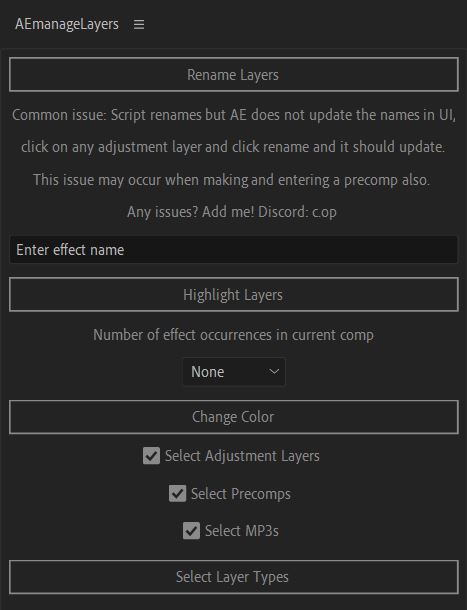 AEmanageLayers
Rename Layers
Common issue: Script renames but AE does not update the names in UI,
click on any adjustment layer and click rename and it should update.
This issue may occur when making and entering a precomp also.
Any issues? Add me! Discord: c.op
Enter effect name
Highlight Layers
Number of effect occurrences in current comp
None
Change Color
Select Adjustment Layers
Select Precomps
Select MP3s
Select Layer Types